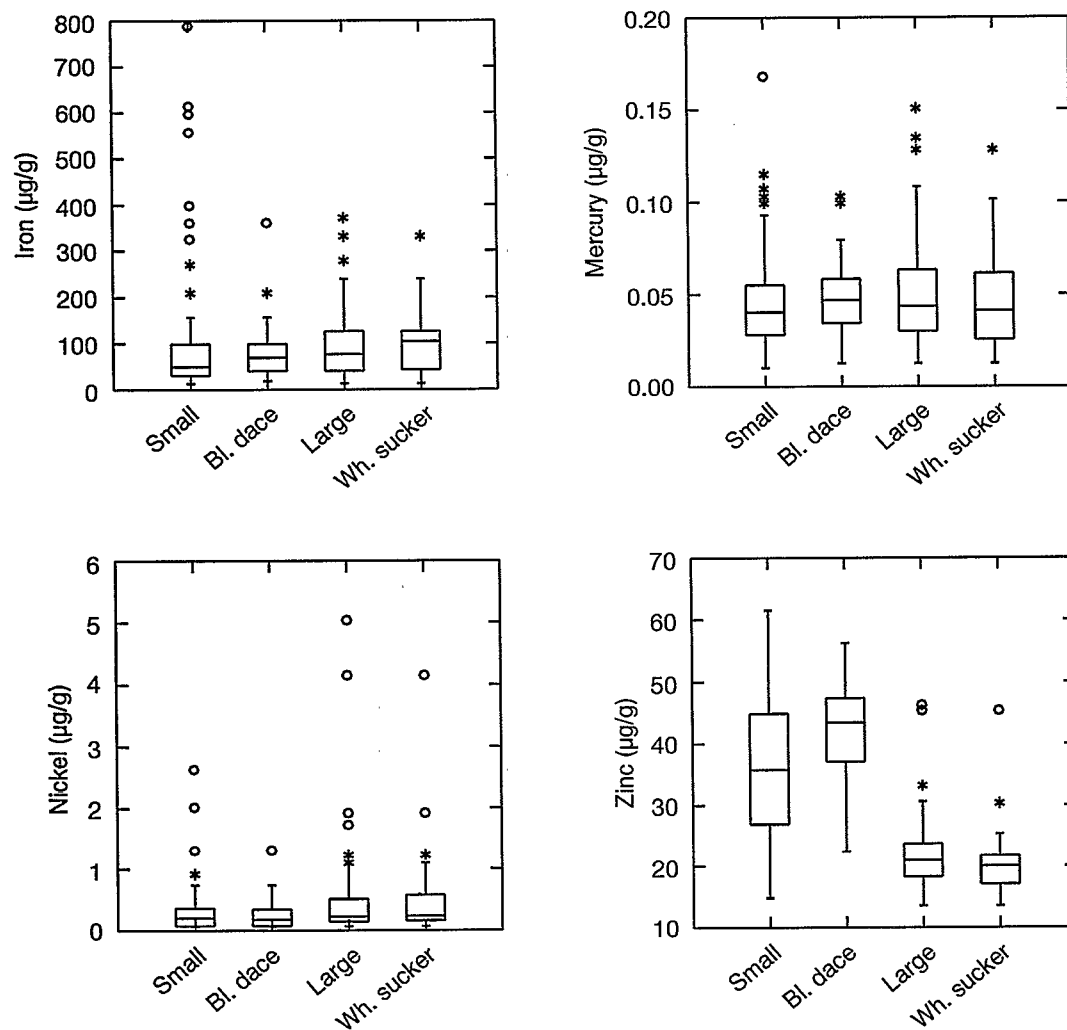 Iron (µg/g)
800
700
600
500
400
300
200
100
0
Small
Bl. dace
Large
Wh. sucker
Mercury (µg/g)
0.20
0.15
0.10
0.05
0.00
Small
Bl. dace
Large
Wh. sucker
Nickel (µg/g)
6
5
4
3
2
1
0
Small
Bl. dace
Large
Wh. sucker
Zinc (µg/g)
70
60
50
40
30
20
10
Small
Bl. dace
Large
Wh. sucker